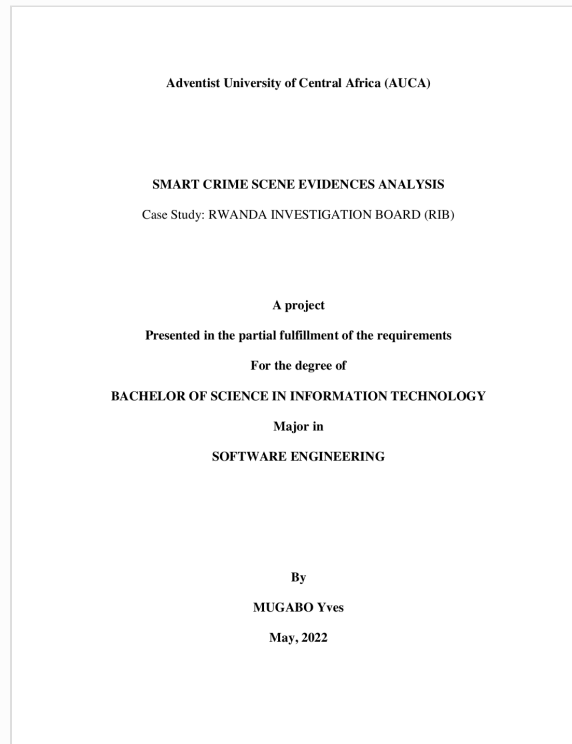 Adventist University of Central Africa (AUCA)
SMART CRIME SCENE EVIDENCES ANALYSIS
Case Study: RWANDA INVESTIGATION BOARD (RIB)
A project
Presented in the partial fulfillment of the requirements
For the degree of
BACHELOR OF SCIENCE IN INFORMATION TECHNOLOGY
Major in
SOFTWARE ENGINEERING
By
MUGABO Yves
May, 2022